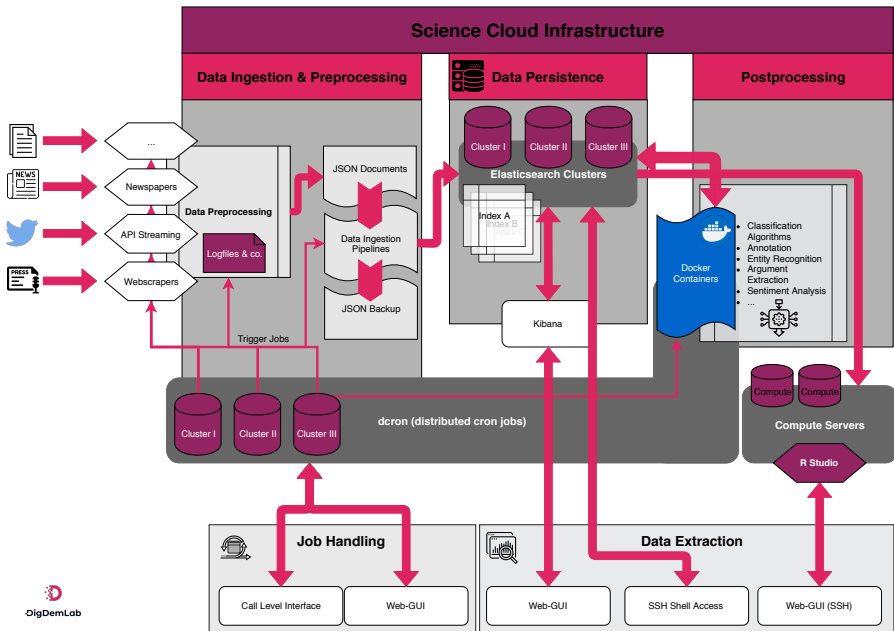 Science Cloud Infrastructure
Data Ingestion & Preprocessing
Data Persistence
Postprocessing
...
NEWS
Newspapers
API Streaming
PRESS
Webscrapers
Data Preprocessing
Logfiles & co.
JSON Documents
Data Ingestion
Pipelines
JSON Backup
Trigger Jobs
Cluster I
Cluster II
Cluster III
Elasticsearch Clusters
Index A
Index B
Index C
Kibana
Docker
Containers
• Classification
Algorithms
• Annotation
• Entity Recognition
• Argument
Extraction
• Sentiment Analysis
• ...
Cluster I
Cluster II
Cluster III
dcron (distributed cron jobs)
Compute
Compute
Compute Servers
R Studio
Job Handling
Call Level Interface
Web-GUI
Data Extraction
Web-GUI
SSH Shell Access
Web-GUI (SSH)
DigDemLab